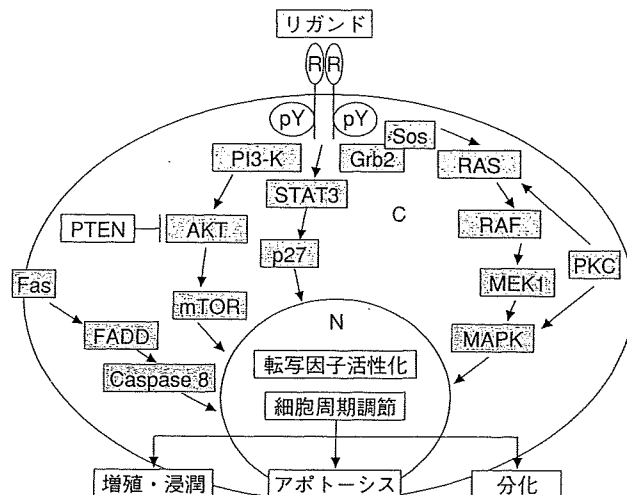 リガンド
R R
pY pY
Sos
PI3-K Grb2
RAS
STAT3
C
PTEN AKT RAF
p27 PKC
Fas MEK1
mTOR
N
FADD MAPK
転写因子活性化
Caspase 8
細胞周期調節
増殖・浸潤 アポトーシス 分化